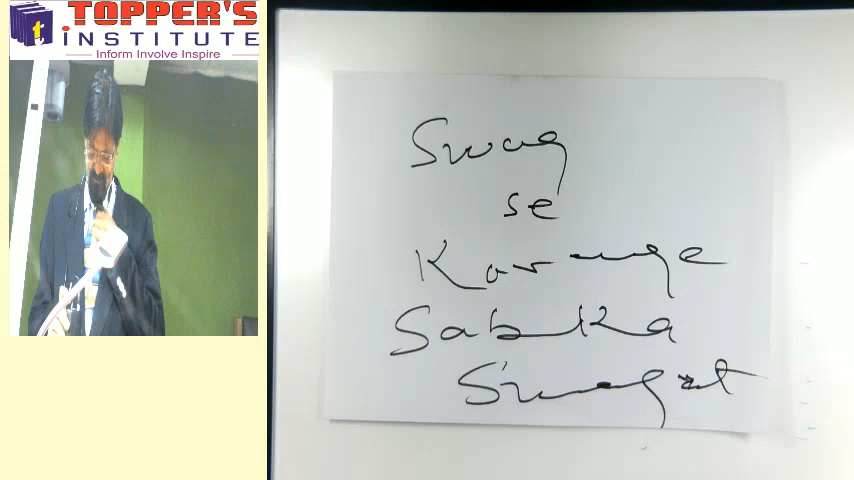 TOPPER'S
t iNSTITUTE
Inform Involve Inspire
Swag
se
Karenge
Sabka
Swagat